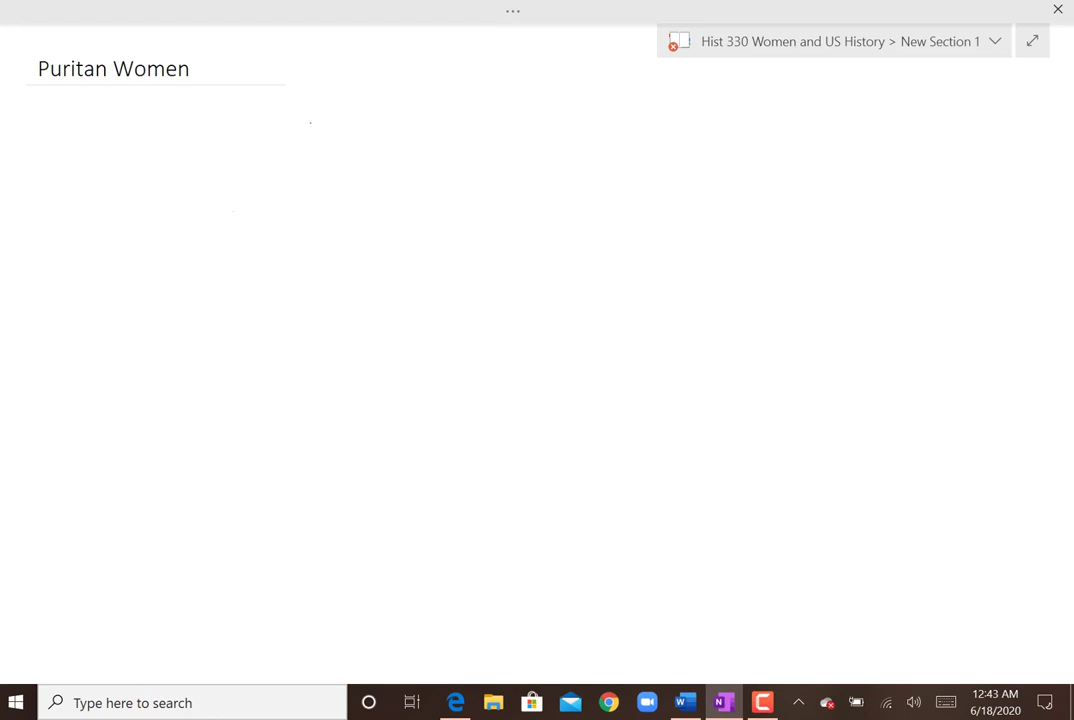 Hist 330 Women and US History > New Section 1
Puritan Women
Type here to search
12:43 AM
6/18/2020